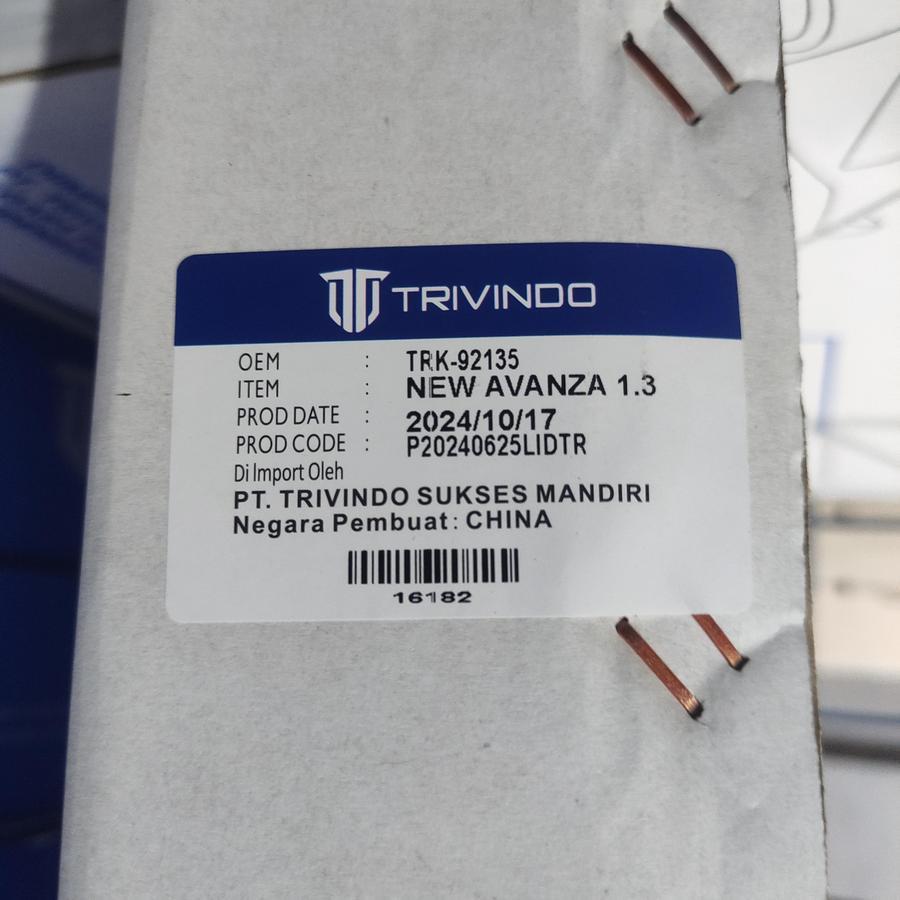 TRIVINDO
OEM : TRK-92135
ITEM : NEW AVANZA 1.3
PROD DATE : 2024/10/17
PROD CODE : P20240625LIDTR
Di Import Oleh
PT. TRIVINDO SUKSES MANDIRI
Negara Pembuat : CHINA
16182